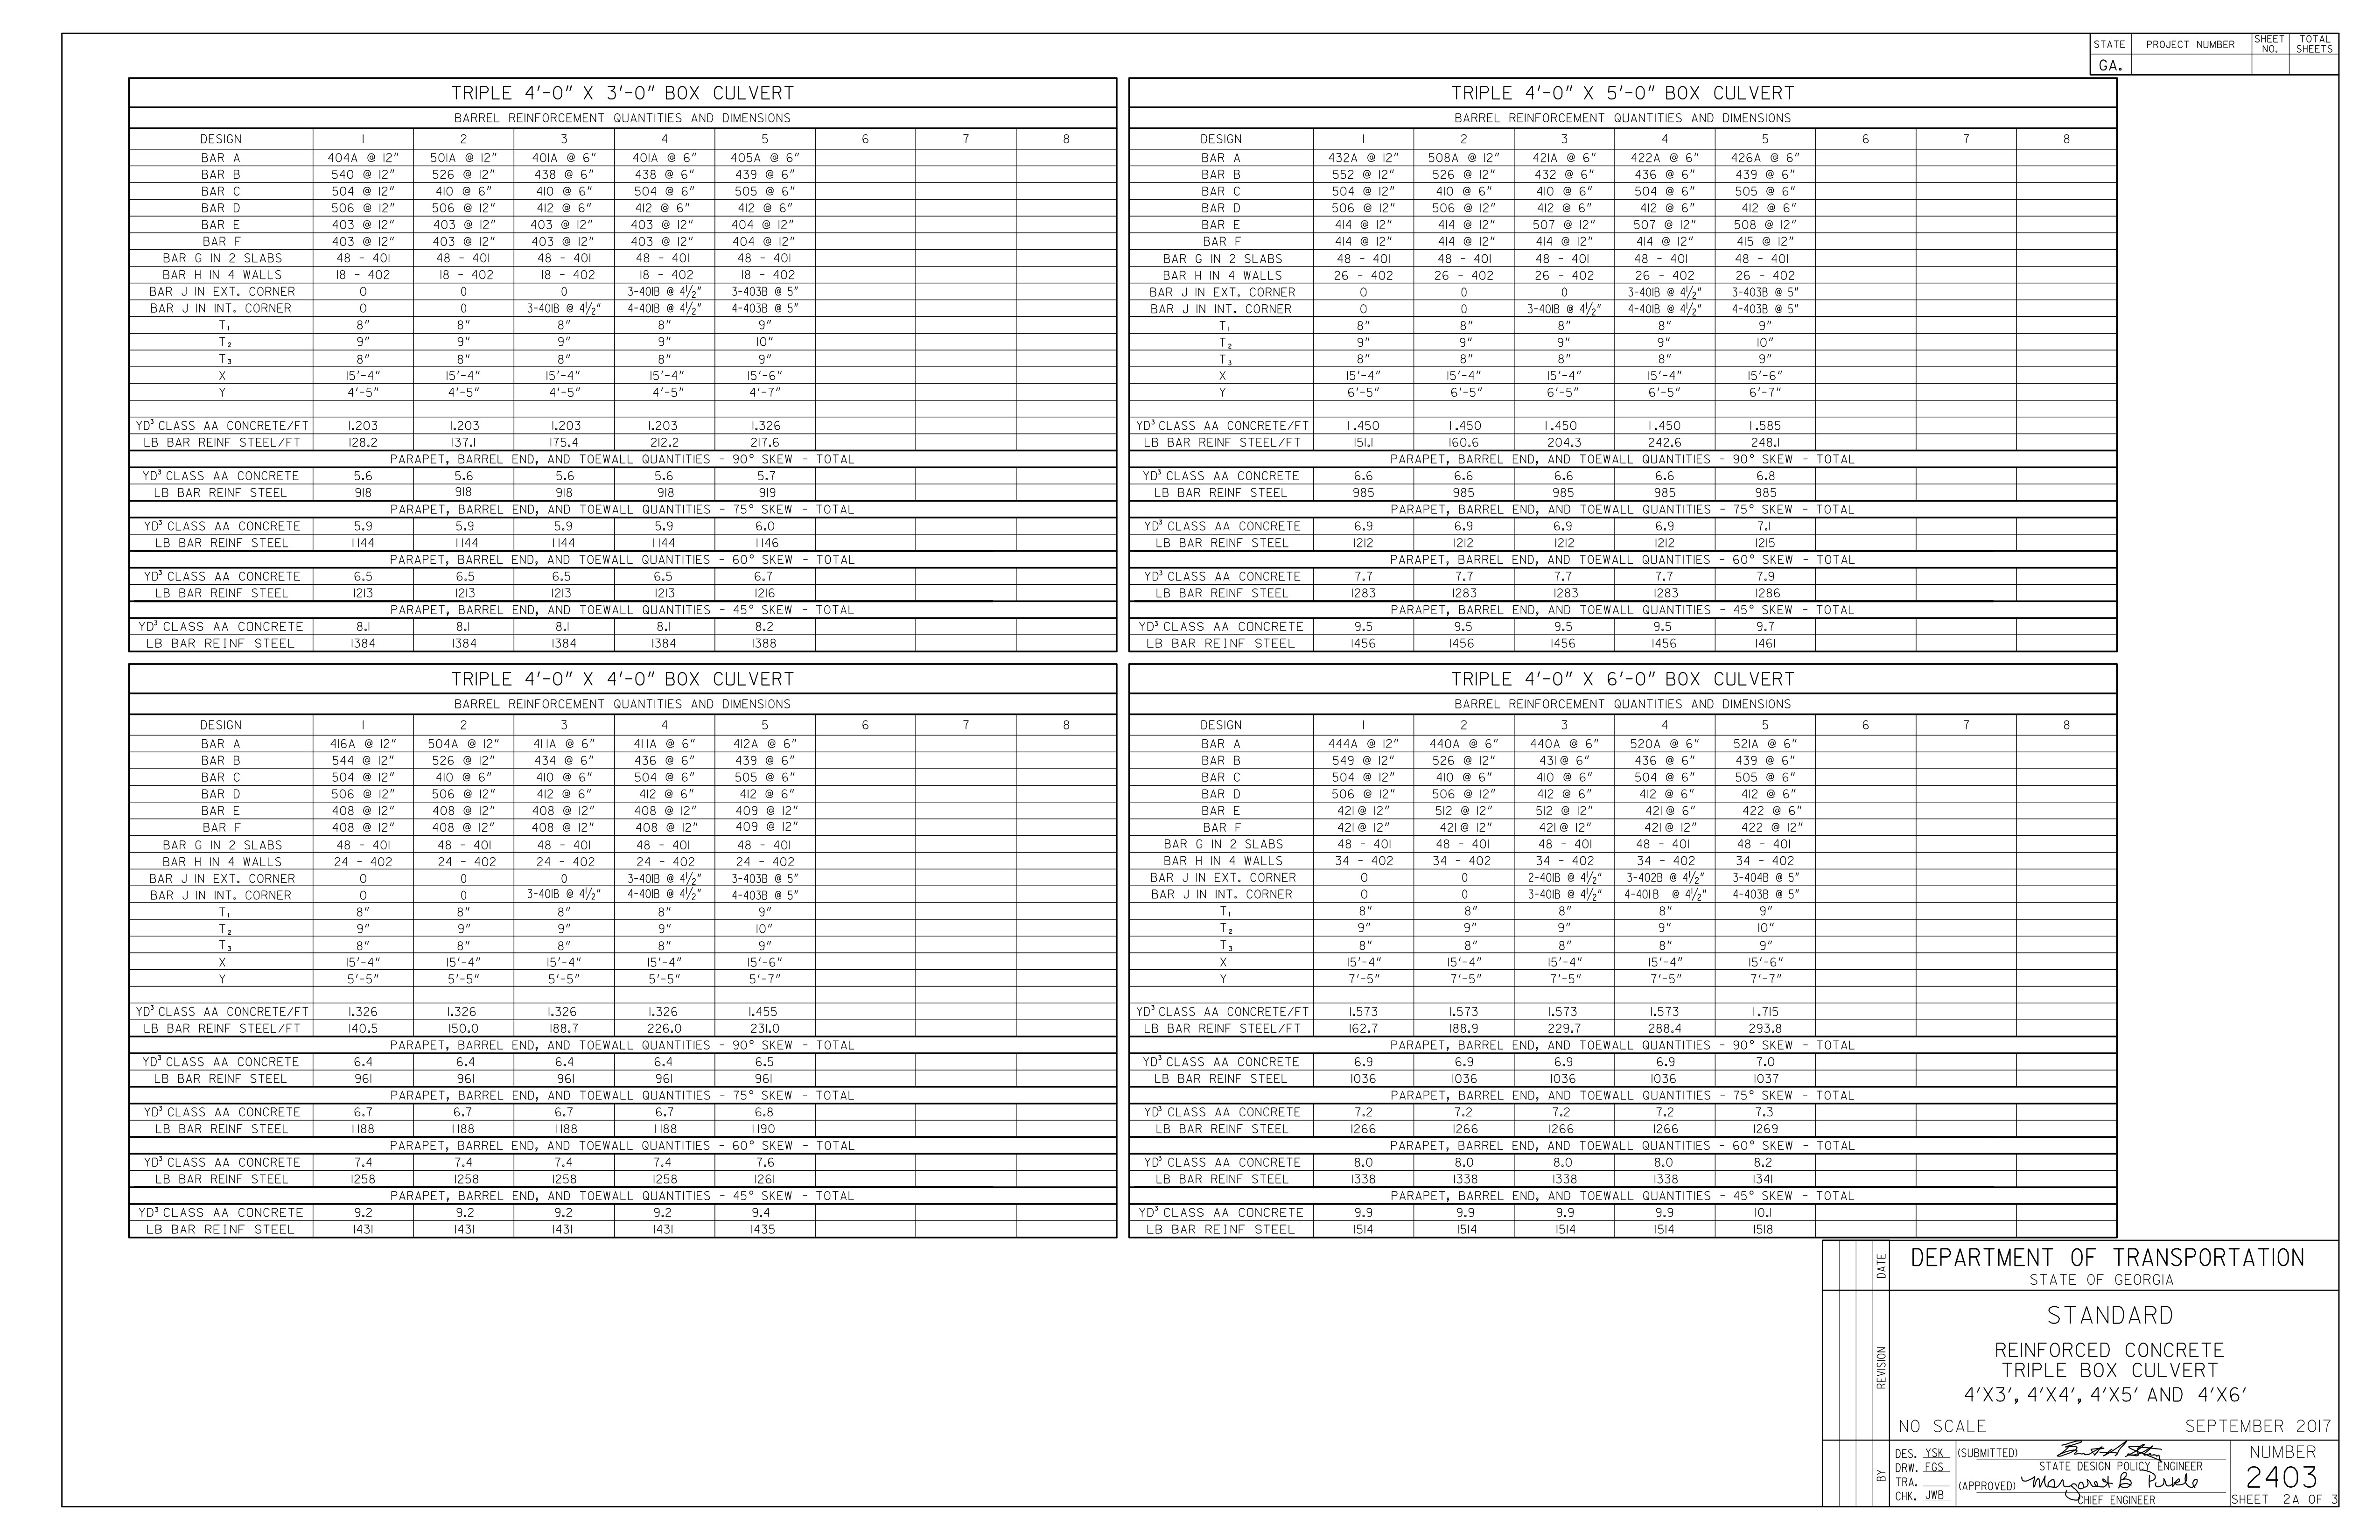 STATE PROJECT NUMBER SHEET NO. TOTAL SHEETS
GA.
TRIPLE 4'-0" X 3'-0" BOX CULVERT
BARREL REINFORCEMENT QUANTITIES AND DIMENSIONS
DESIGN 1 2 3 4 5 6 7 8
BAR A 404A @ 12" 501A @ 12" 401A @ 6" 401A @ 6" 405A @ 6"
BAR B 540 @ 12" 526 @ 12" 438 @ 6" 438 @ 6" 439 @ 6"
BAR C 504 @ 12" 410 @ 6" 410 @ 6" 504 @ 6" 505 @ 6"
BAR D 506 @ 12" 506 @ 12" 412 @ 6" 412 @ 6" 412 @ 6"
BAR E 403 @ 12" 403 @ 12" 403 @ 12" 403 @ 12" 404 @ 12"
BAR F 403 @ 12" 403 @ 12" 403 @ 12" 403 @ 12" 404 @ 12"
BAR G IN 2 SLABS 48 - 401 48 - 401 48 - 401 48 - 401 48 - 401
BAR H IN 4 WALLS 18 - 402 18 - 402 18 - 402 18 - 402 18 - 402
BAR J IN EXT. CORNER 0 0 0 3-401B @ 4½" 3-403B @ 5"
BAR J IN INT. CORNER 0 0 3-401B @ 4½" 4-401B @ 4½" 4-403B @ 5"
T₁ 8" 8" 8" 8" 9"
T₂ 9" 9" 9" 9" 10"
T₃ 8" 8" 8" 8" 9"
X 15'-4" 15'-4" 15'-4" 15'-4" 15'-6"
Y 4'-5" 4'-5" 4'-5" 4'-5" 4'-7"
YD³ CLASS AA CONCRETE/FT 1.203 1.203 1.203 1.203 1.326
LB BAR REINF STEEL/FT 128.2 137.1 175.4 212.2 217.6
PARAPET, BARREL END, AND TOEWALL QUANTITIES - 90° SKEW - TOTAL
YD³ CLASS AA CONCRETE 5.6 5.6 5.6 5.6 5.7
LB BAR REINF STEEL 918 918 918 918 919
PARAPET, BARREL END, AND TOEWALL QUANTITIES - 75° SKEW - TOTAL
YD³ CLASS AA CONCRETE 5.9 5.9 5.9 5.9 6.0
LB BAR REINF STEEL 1144 1144 1144 1144 1146
PARAPET, BARREL END, AND TOEWALL QUANTITIES - 60° SKEW - TOTAL
YD³ CLASS AA CONCRETE 6.5 6.5 6.5 6.5 6.7
LB BAR REINF STEEL 1213 1213 1213 1213 1216
PARAPET, BARREL END, AND TOEWALL QUANTITIES - 45° SKEW - TOTAL
YD³ CLASS AA CONCRETE 8.1 8.1 8.1 8.1 8.2
LB BAR REINF STEEL 1384 1384 1384 1384 1388
TRIPLE 4'-0" X 5'-0" BOX CULVERT
BARREL REINFORCEMENT QUANTITIES AND DIMENSIONS
DESIGN 1 2 3 4 5 6 7 8
BAR A 432A @ 12" 508A @ 12" 421A @ 6" 422A @ 6" 426A @ 6"
BAR B 552 @ 12" 526 @ 12" 432 @ 6" 436 @ 6" 439 @ 6"
BAR C 504 @ 12" 410 @ 6" 410 @ 6" 504 @ 6" 505 @ 6"
BAR D 506 @ 12" 506 @ 12" 412 @ 6" 412 @ 6" 412 @ 6"
BAR E 414 @ 12" 414 @ 12" 507 @ 12" 507 @ 12" 508 @ 12"
BAR F 414 @ 12" 414 @ 12" 414 @ 12" 414 @ 12" 415 @ 12"
BAR G IN 2 SLABS 48 - 401 48 - 401 48 - 401 48 - 401 48 - 401
BAR H IN 4 WALLS 26 - 402 26 - 402 26 - 402 26 - 402 26 - 402
BAR J IN EXT. CORNER 0 0 0 3-401B @ 4½" 3-403B @ 5"
BAR J IN INT. CORNER 0 0 3-401B @ 4½" 4-401B @ 4½" 4-403B @ 5"
T₁ 8" 8" 8" 8" 9"
T₂ 9" 9" 9" 9" 10"
T₃ 8" 8" 8" 8" 9"
X 15'-4" 15'-4" 15'-4" 15'-4" 15'-6"
Y 6'-5" 6'-5" 6'-5" 6'-5" 6'-7"
YD³ CLASS AA CONCRETE/FT 1.450 1.450 1.450 1.450 1.585
LB BAR REINF STEEL/FT 151.1 160.6 204.3 242.6 248.1
PARAPET, BARREL END, AND TOEWALL QUANTITIES - 90° SKEW - TOTAL
YD³ CLASS AA CONCRETE 6.6 6.6 6.6 6.6 6.8
LB BAR REINF STEEL 985 985 985 985 985
PARAPET, BARREL END, AND TOEWALL QUANTITIES - 75° SKEW - TOTAL
YD³ CLASS AA CONCRETE 6.9 6.9 6.9 6.9 7.1
LB BAR REINF STEEL 1212 1212 1212 1212 1215
PARAPET, BARREL END, AND TOEWALL QUANTITIES - 60° SKEW - TOTAL
YD³ CLASS AA CONCRETE 7.7 7.7 7.7 7.7 7.9
LB BAR REINF STEEL 1283 1283 1283 1283 1286
PARAPET, BARREL END, AND TOEWALL QUANTITIES - 45° SKEW - TOTAL
YD³ CLASS AA CONCRETE 9.5 9.5 9.5 9.5 9.7
LB BAR REINF STEEL 1456 1456 1456 1456 1461
TRIPLE 4'-0" X 4'-0" BOX CULVERT
BARREL REINFORCEMENT QUANTITIES AND DIMENSIONS
DESIGN 1 2 3 4 5 6 7 8
BAR A 416A @ 12" 504A @ 12" 411A @ 6" 411A @ 6" 412A @ 6"
BAR B 544 @ 12" 526 @ 12" 434 @ 6" 436 @ 6" 439 @ 6"
BAR C 504 @ 12" 410 @ 6" 410 @ 6" 504 @ 6" 505 @ 6"
BAR D 506 @ 12" 506 @ 12" 412 @ 6" 412 @ 6" 412 @ 6"
BAR E 408 @ 12" 408 @ 12" 408 @ 12" 408 @ 12" 409 @ 12"
BAR F 408 @ 12" 408 @ 12" 408 @ 12" 408 @ 12" 409 @ 12"
BAR G IN 2 SLABS 48 - 401 48 - 401 48 - 401 48 - 401 48 - 401
BAR H IN 4 WALLS 24 - 402 24 - 402 24 - 402 24 - 402 24 - 402
BAR J IN EXT. CORNER 0 0 0 3-401B @ 4½" 3-403B @ 5"
BAR J IN INT. CORNER 0 0 3-401B @ 4½" 4-401B @ 4½" 4-403B @ 5"
T₁ 8" 8" 8" 8" 9"
T₂ 9" 9" 9" 9" 10"
T₃ 8" 8" 8" 8" 9"
X 15'-4" 15'-4" 15'-4" 15'-4" 15'-6"
Y 5'-5" 5'-5" 5'-5" 5'-5" 5'-7"
YD³ CLASS AA CONCRETE/FT 1.326 1.326 1.326 1.326 1.455
LB BAR REINF STEEL/FT 140.5 150.0 188.7 226.0 231.0
PARAPET, BARREL END, AND TOEWALL QUANTITIES - 90° SKEW - TOTAL
YD³ CLASS AA CONCRETE 6.4 6.4 6.4 6.4 6.5
LB BAR REINF STEEL 961 961 961 961 961
PARAPET, BARREL END, AND TOEWALL QUANTITIES - 75° SKEW - TOTAL
YD³ CLASS AA CONCRETE 6.7 6.7 6.7 6.7 6.8
LB BAR REINF STEEL 1188 1188 1188 1188 1190
PARAPET, BARREL END, AND TOEWALL QUANTITIES - 60° SKEW - TOTAL
YD³ CLASS AA CONCRETE 7.4 7.4 7.4 7.4 7.6
LB BAR REINF STEEL 1258 1258 1258 1258 1261
PARAPET, BARREL END, AND TOEWALL QUANTITIES - 45° SKEW - TOTAL
YD³ CLASS AA CONCRETE 9.2 9.2 9.2 9.2 9.4
LB BAR REINF STEEL 1431 1431 1431 1431 1435
TRIPLE 4'-0" X 6'-0" BOX CULVERT
BARREL REINFORCEMENT QUANTITIES AND DIMENSIONS
DESIGN 1 2 3 4 5 6 7 8
BAR A 444A @ 12" 440A @ 6" 440A @ 6" 520A @ 6" 521A @ 6"
BAR B 549 @ 12" 526 @ 12" 431 @ 6" 436 @ 6" 439 @ 6"
BAR C 504 @ 12" 410 @ 6" 410 @ 6" 504 @ 6" 505 @ 6"
BAR D 506 @ 12" 506 @ 12" 412 @ 6" 412 @ 6" 412 @ 6"
BAR E 421 @ 12" 512 @ 12" 512 @ 12" 421 @ 6" 422 @ 6"
BAR F 421 @ 12" 421 @ 12" 421 @ 12" 421 @ 12" 422 @ 12"
BAR G IN 2 SLABS 48 - 401 48 - 401 48 - 401 48 - 401 48 - 401
BAR H IN 4 WALLS 34 - 402 34 - 402 34 - 402 34 - 402 34 - 402
BAR J IN EXT. CORNER 0 0 2-401B @ 4½" 3-402B @ 4½" 3-404B @ 5"
BAR J IN INT. CORNER 0 0 3-401B @ 4½" 4-401B @ 4½" 4-403B @ 5"
T₁ 8" 8" 8" 8" 9"
T₂ 9" 9" 9" 9" 10"
T₃ 8" 8" 8" 8" 9"
X 15'-4" 15'-4" 15'-4" 15'-4" 15'-6"
Y 7'-5" 7'-5" 7'-5" 7'-5" 7'-7"
YD³ CLASS AA CONCRETE/FT 1.573 1.573 1.573 1.573 1.715
LB BAR REINF STEEL/FT 162.7 188.9 229.7 288.4 293.8
PARAPET, BARREL END, AND TOEWALL QUANTITIES - 90° SKEW - TOTAL
YD³ CLASS AA CONCRETE 6.9 6.9 6.9 6.9 7.0
LB BAR REINF STEEL 1036 1036 1036 1036 1037
PARAPET, BARREL END, AND TOEWALL QUANTITIES - 75° SKEW - TOTAL
YD³ CLASS AA CONCRETE 7.2 7.2 7.2 7.2 7.3
LB BAR REINF STEEL 1266 1266 1266 1266 1269
PARAPET, BARREL END, AND TOEWALL QUANTITIES - 60° SKEW - TOTAL
YD³ CLASS AA CONCRETE 8.0 8.0 8.0 8.0 8.2
LB BAR REINF STEEL 1338 1338 1338 1338 1341
PARAPET, BARREL END, AND TOEWALL QUANTITIES - 45° SKEW - TOTAL
YD³ CLASS AA CONCRETE 9.9 9.9 9.9 9.9 10.1
LB BAR REINF STEEL 1514 1514 1514 1514 1518
DATE
REVISION
BY
DEPARTMENT OF TRANSPORTATION
STATE OF GEORGIA
STANDARD
REINFORCED CONCRETE
TRIPLE BOX CULVERT
4'X3', 4'X4', 4'X5' AND 4'X6'
NO SCALE SEPTEMBER 2017
DES. YSK
DRW. FGS
TRA.
CHK. JWB
(SUBMITTED)
STATE DESIGN POLICY ENGINEER
(APPROVED) Margaret B Pirkle
CHIEF ENGINEER
NUMBER
2403
SHEET 2A OF 3